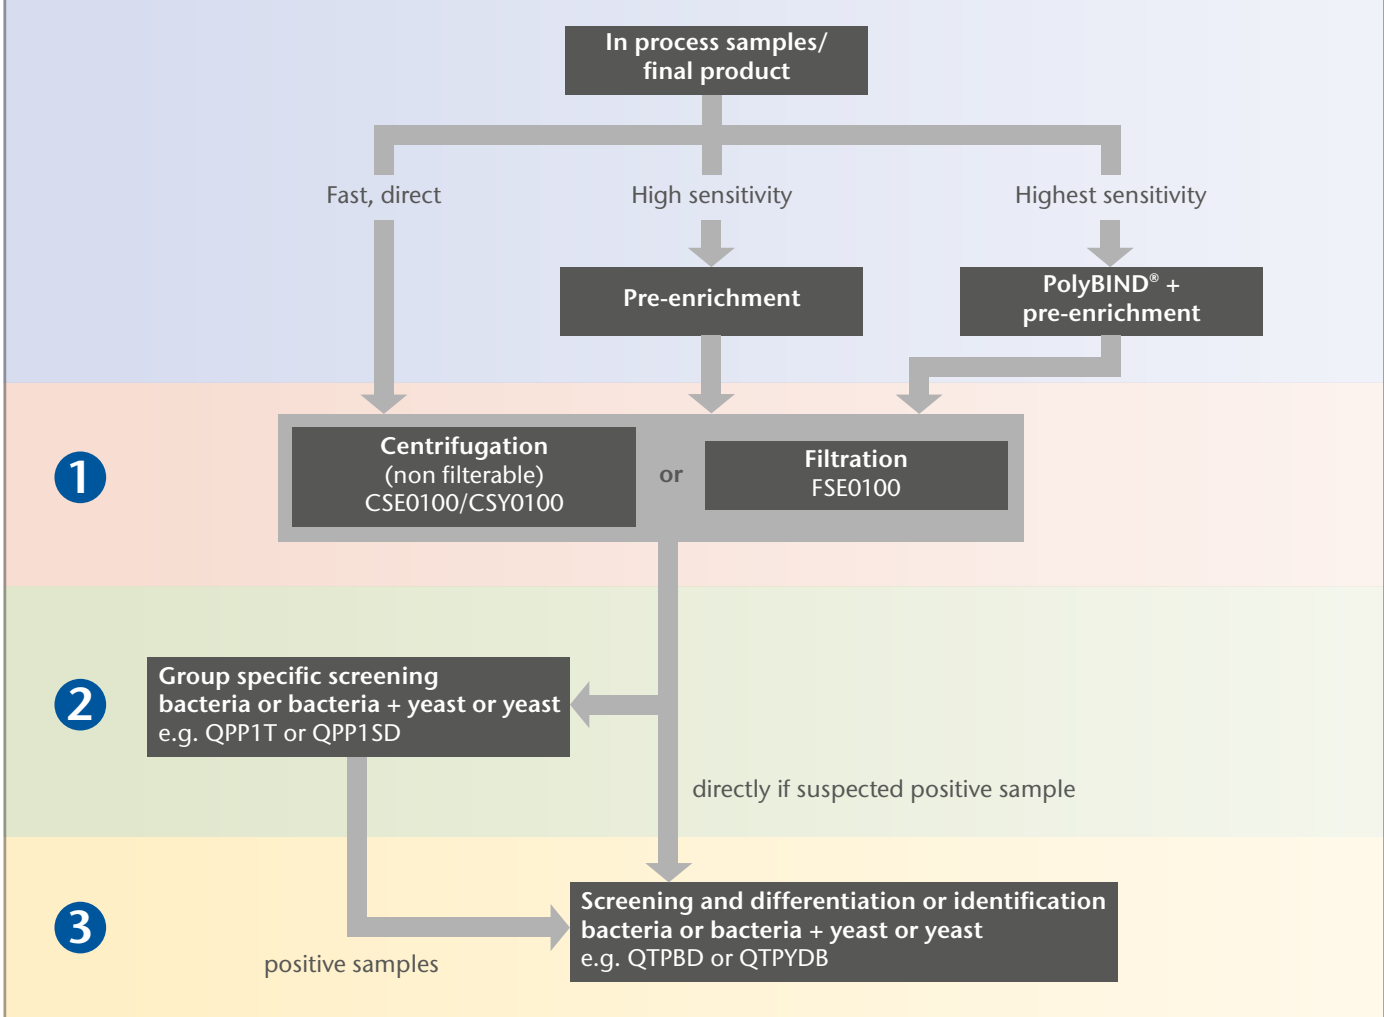 In process samples/
final product
Fast, direct
High sensitivity
Highest sensitivity
Pre-enrichment
PolyBIND® +
pre-enrichment
1
Centrifugation
(non filterable)
CSE0100/CSY0100
or
Filtration
FSE0100
2
Group specific screening
bacteria or bacteria + yeast or yeast
e.g. QPP1T or QPP1SD
directly if suspected positive sample
3
Screening and differentiation or identification
bacteria or bacteria + yeast or yeast
e.g. QTPBD or QTPYDB
positive samples